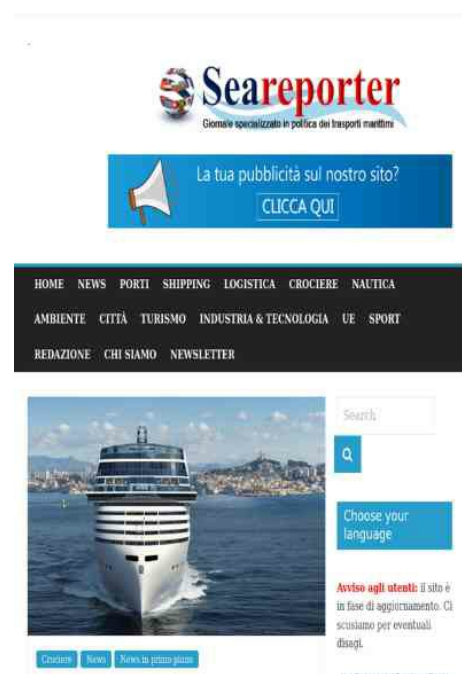 Seareporter
Giornale specializzato in politica dei trasporti marittimi
La tua pubblicità sul nostro sito?
CLICCA QUI
HOME NEWS PORTI SHIPPING LOGISTICA CROCIERE NAUTICA
AMBIENTE CITTÀ TURISMO INDUSTRIA & TECNOLOGIA UE SPORT
REDAZIONE CHI SIAMO NEWSLETTER
Search
Choose your
language
Avviso agli utenti: il sito è
in fase di aggiornamento. Ci
scusiamo per eventuali
disagi.
Crociere News News in primo piano